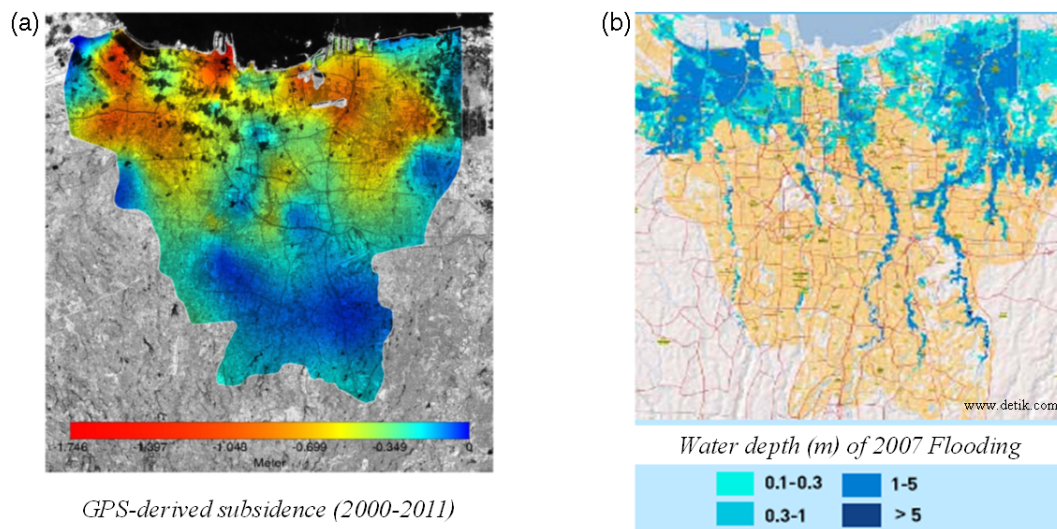 (a)
-1.746 -1.397 -1.048 -0.699 -0.349 0
Meter
GPS-derived subsidence (2000-2011)
(b)
www.detik.com
Water depth (m) of 2007 Flooding
0.1-0.3 1-5
0.3-1 > 5